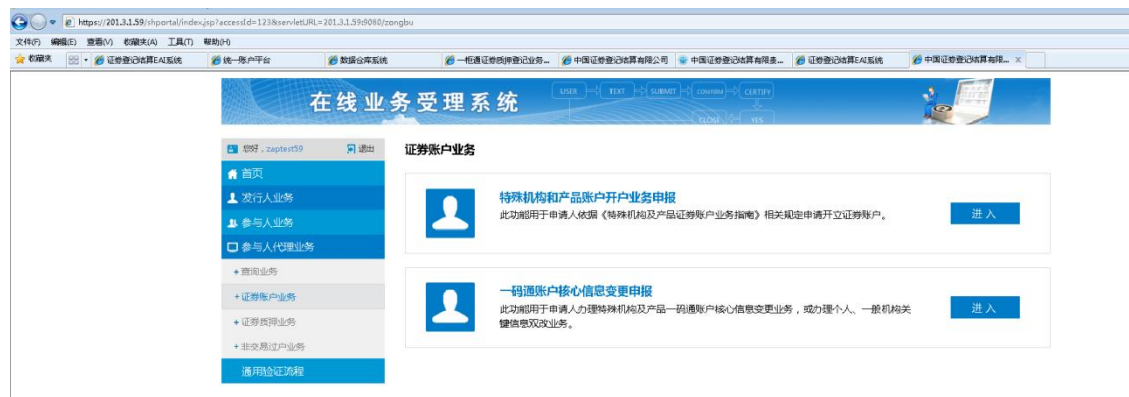 https://201.3.1.59/shportal/index.jsp?accessId=123&servletURL=201.3.1.59:9080/zongbu
文件(F) 编辑(E) 查看(V) 收藏夹(A) 工具(T) 帮助(H)
收藏夹 证券登记结算EAI系统 统一账户平台 数据仓库系统 一柜通证券质押登记业务... 中国证券登记结算有限公司 中国证券登记结算有限责... 证券登记结算EAI系统 中国证券登记结算有限...
在线业务受理系统
USER TEXT SUBMIT CONFIRM CERTIFY
CLOSE YES
您好，zaptest59 退出
首页
发行人业务
参与人业务
参与人代理业务
+查询业务
+证券账户业务
+证券质押业务
+非交易过户业务
通用验证流程
证券账户业务
特殊机构和产品账户开户业务申报
此功能用于申请人依据《特殊机构及产品证券账户业务指南》相关规定申请开立证券账户。
进入
一码通账户核心信息变更申报
此功能用于申请人办理特殊机构及产品一码通账户核心信息变更业务，或办理个人、一般机构关
键信息双改业务。
进入